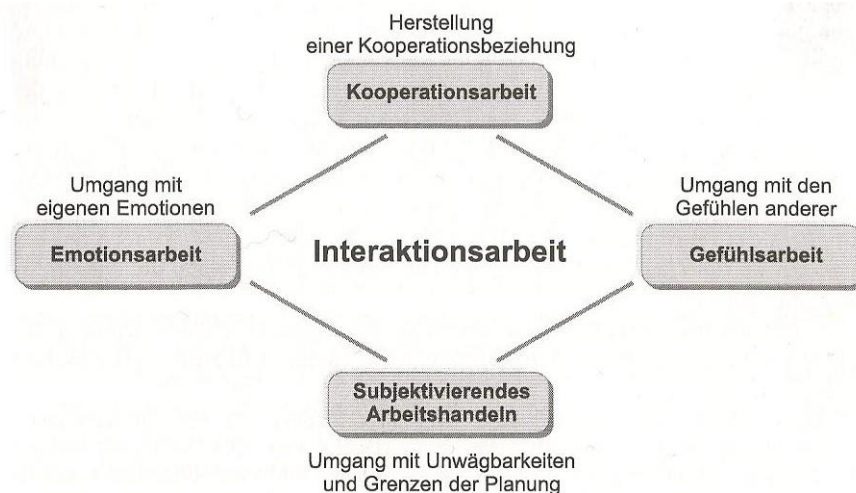 Herstellung
einer Kooperationsbeziehung
Kooperationsarbeit
Umgang mit
eigenen Emotionen
Emotionsarbeit
Interaktionsarbeit
Umgang mit den
Gefühlen anderer
Gefühlsarbeit
Subjektivierendes
Arbeitshandeln
Umgang mit Unwägbarkeiten
und Grenzen der Planung